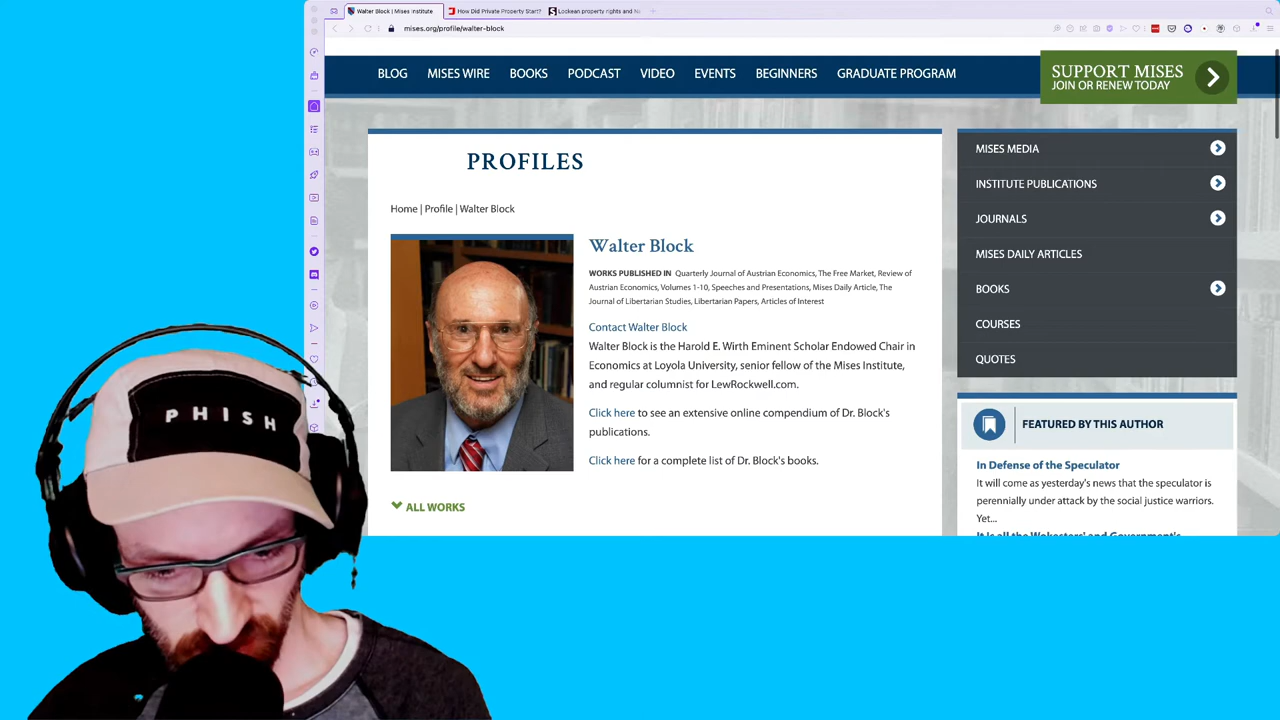 Walter Block | Mises Institute
How Did Private Property Start?
Lockean property rights and Na
mises.org/profile/walter-block
BLOG
MISES WIRE
BOOKS
PODCAST
VIDEO
EVENTS
BEGINNERS
GRADUATE PROGRAM
SUPPORT MISES
JOIN OR RENEW TODAY
PROFILES
Home | Profile | Walter Block
Walter Block
WORKS PUBLISHED IN Quarterly Journal of Austrian Economics, The Free Market, Review of
Austrian Economics, Volumes 1-10, Speeches and Presentations, Mises Daily Article, The
Journal of Libertarian Studies, Libertarian Papers, Articles of Interest
Contact Walter Block
Walter Block is the Harold E. Wirth Eminent Scholar Endowed Chair in
Economics at Loyola University, senior fellow of the Mises Institute,
and regular columnist for LewRockwell.com.
Click here to see an extensive online compendium of Dr. Block's
publications.
Click here for a complete list of Dr. Block's books.
ALL WORKS
MISES MEDIA
INSTITUTE PUBLICATIONS
JOURNALS
MISES DAILY ARTICLES
BOOKS
COURSES
QUOTES
FEATURED BY THIS AUTHOR
In Defense of the Speculator
It will come as yesterday's news that the speculator is
perennially under attack by the social justice warriors.
Yet...
It Is all the Wokesters' and Government's
PHISH